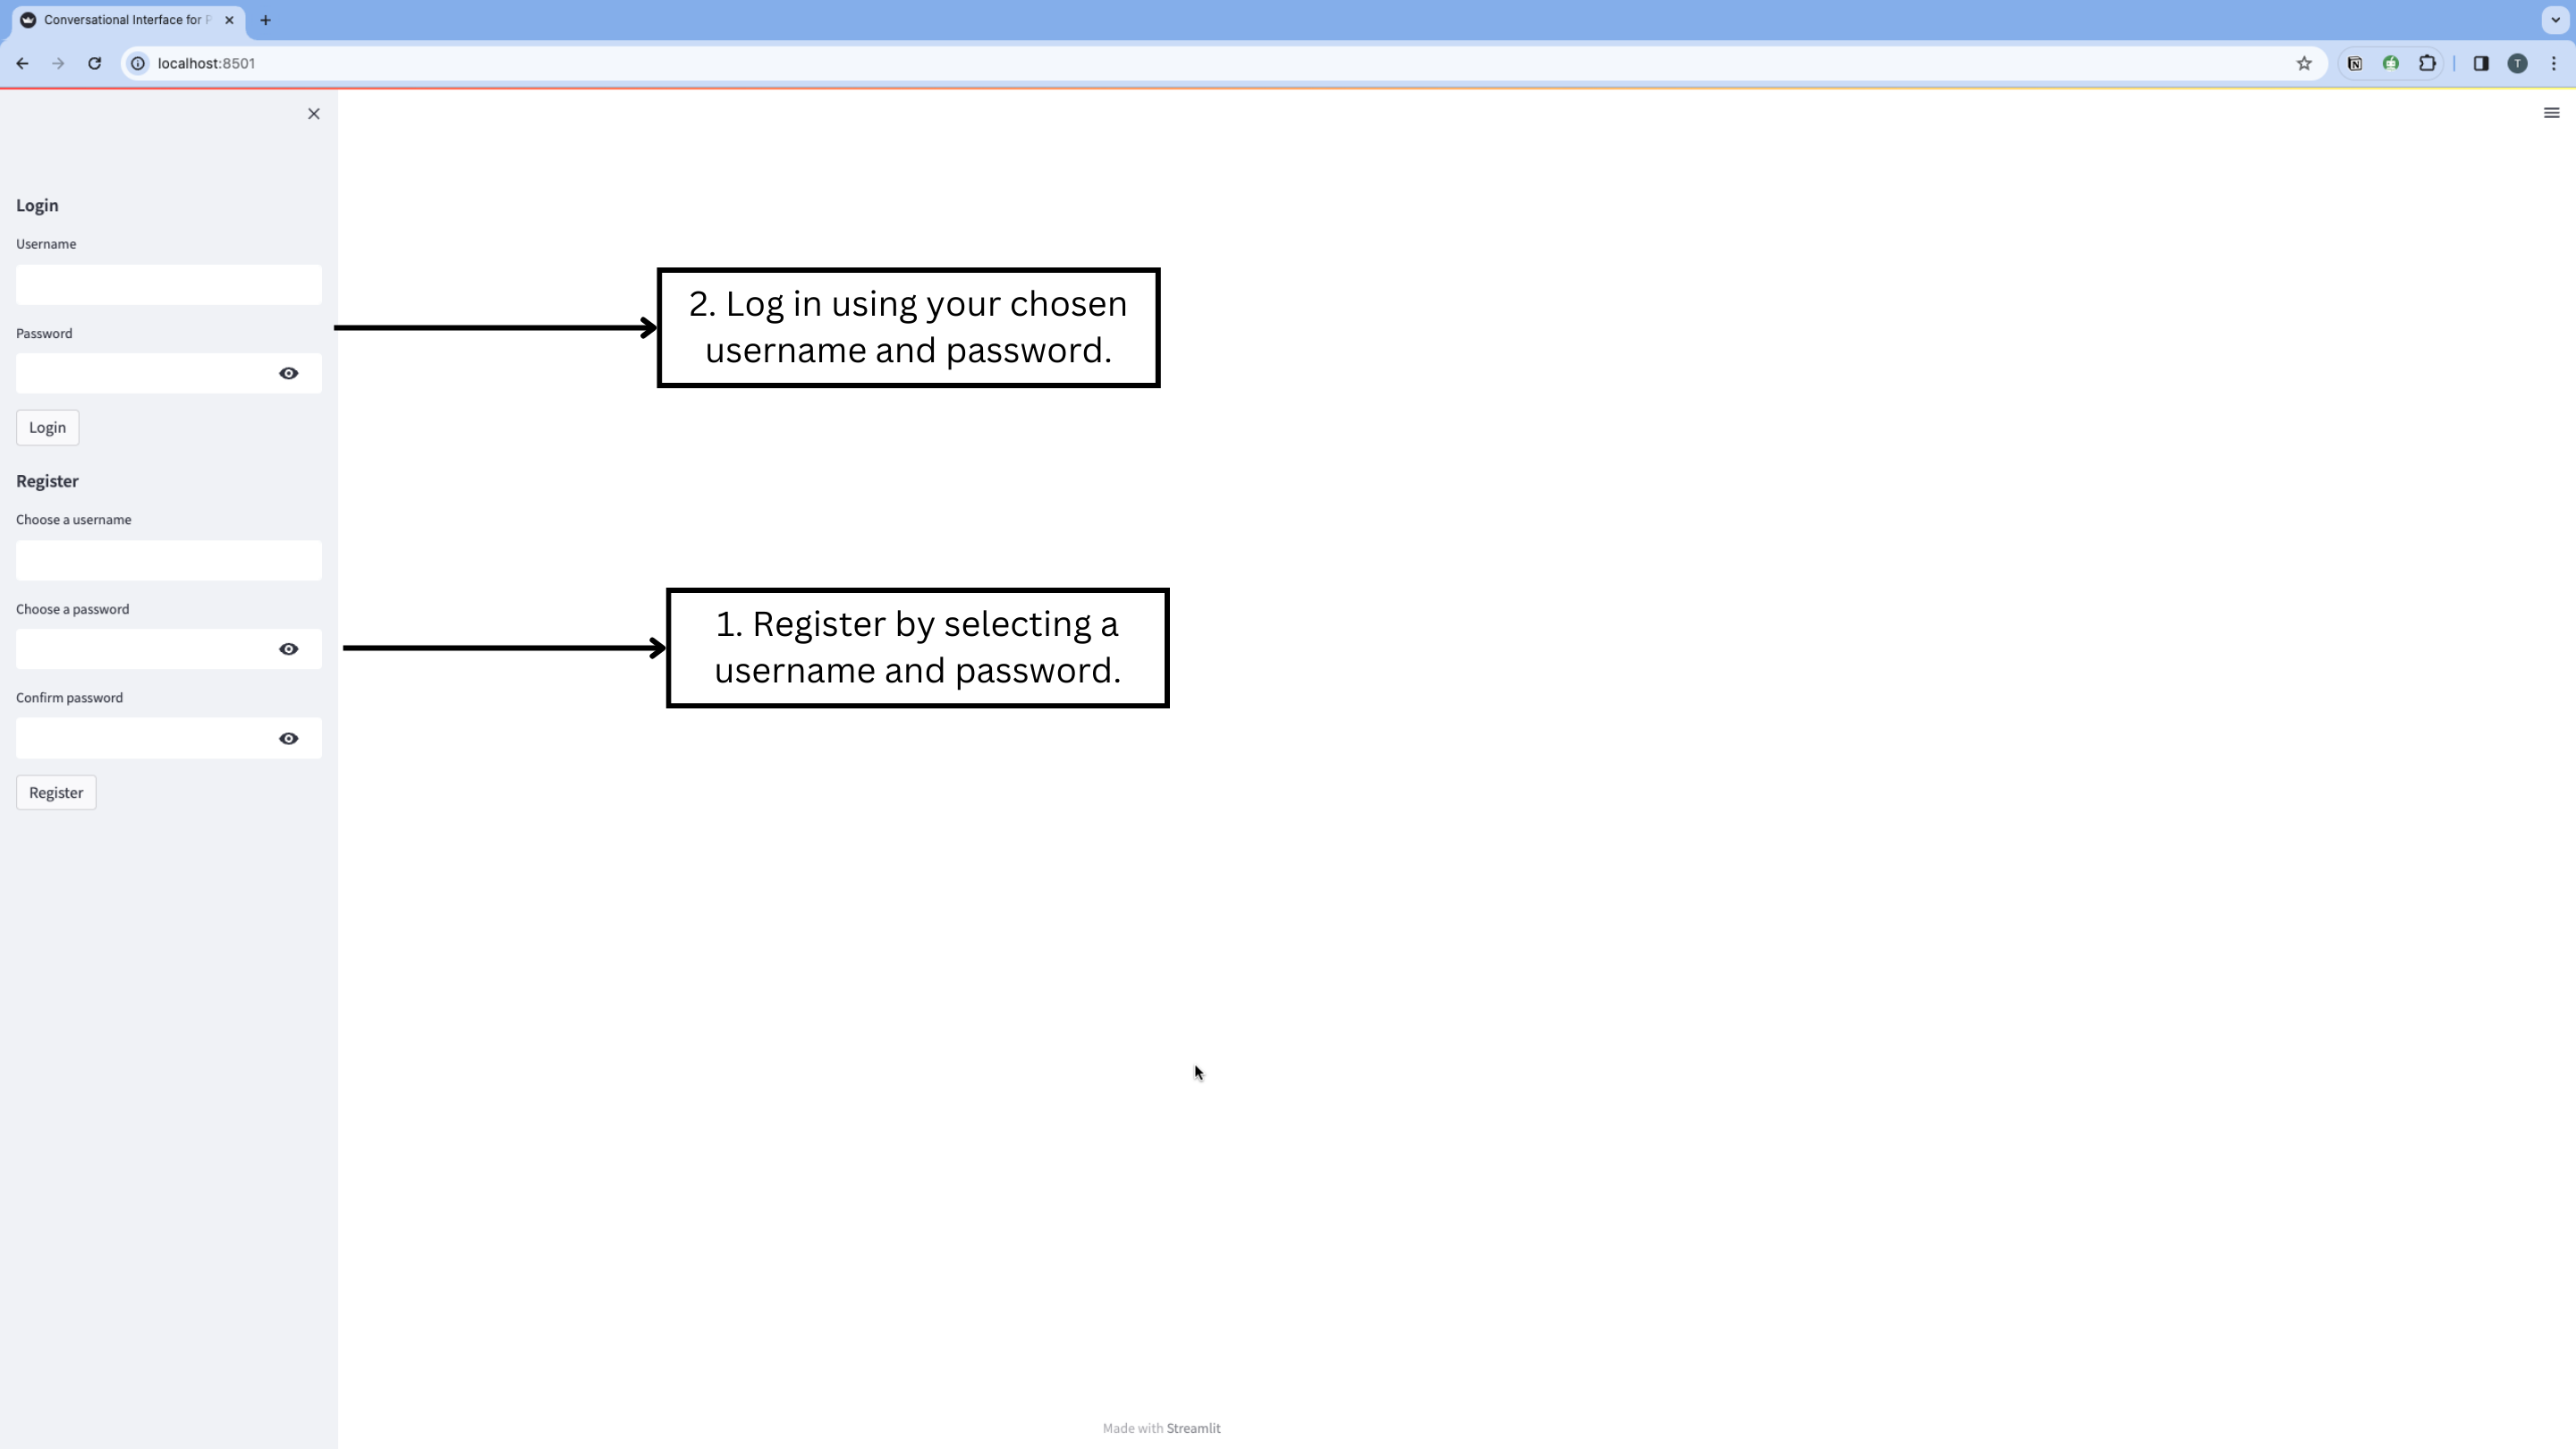 Conversational Interface for P
localhost:8501
T
Login
Username
Password
Login
Register
Choose a username
Choose a password
Confirm password
Register
2. Log in using your chosen
username and password.
1. Register by selecting a
username and password.
Made with Streamlit